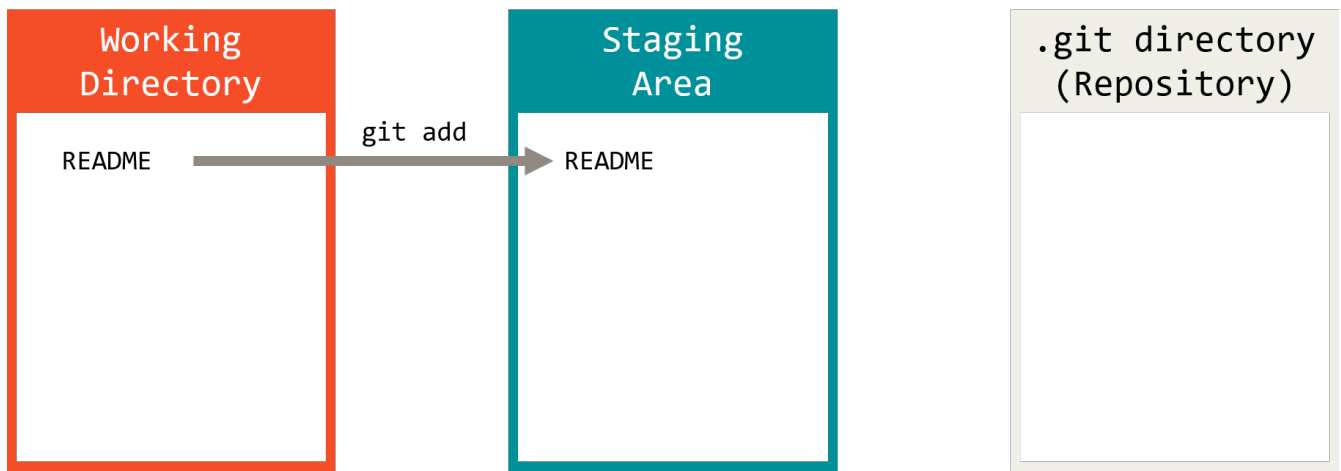 Working
Directory
Staging
Area
.git directory
(Repository)
git add
README
README